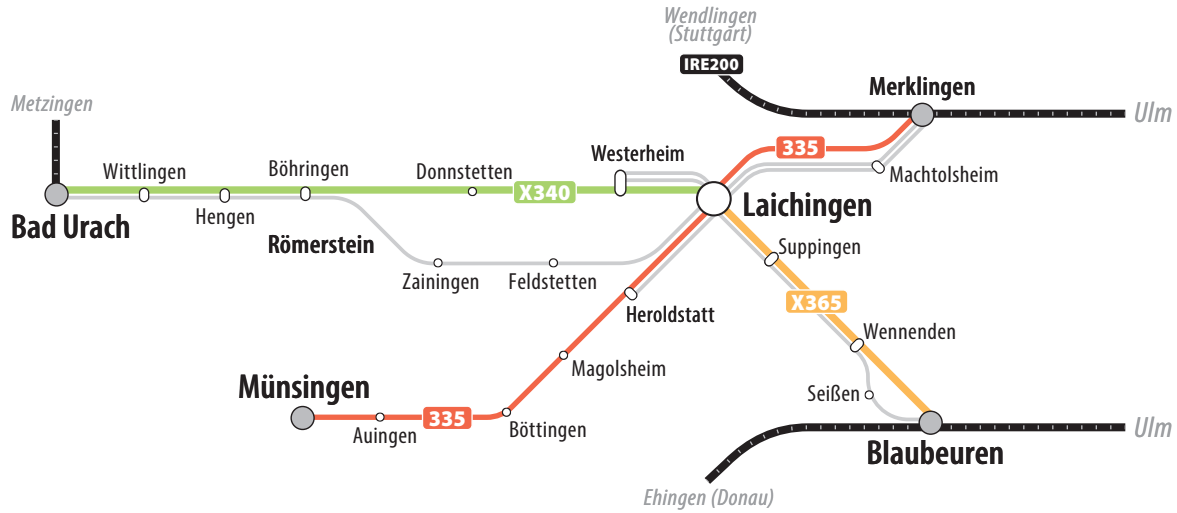 Wendlingen
(Stuttgart)
IRE200
Merklingen
Metzingen
Ulm
335
Westerheim
Böhringen
Donnstetten
Wittlingen
Machtolsheim
X340
Laichingen
Hengen
Bad Urach
Römerstein
Suppingen
Zainingen
Feldstetten
X365
Heroldstatt
Wennenden
Magolsheim
Münsingen
Seißen
335
Auingen
Böttingen
Ulm
Blaubeuren
Ehingen (Donau)